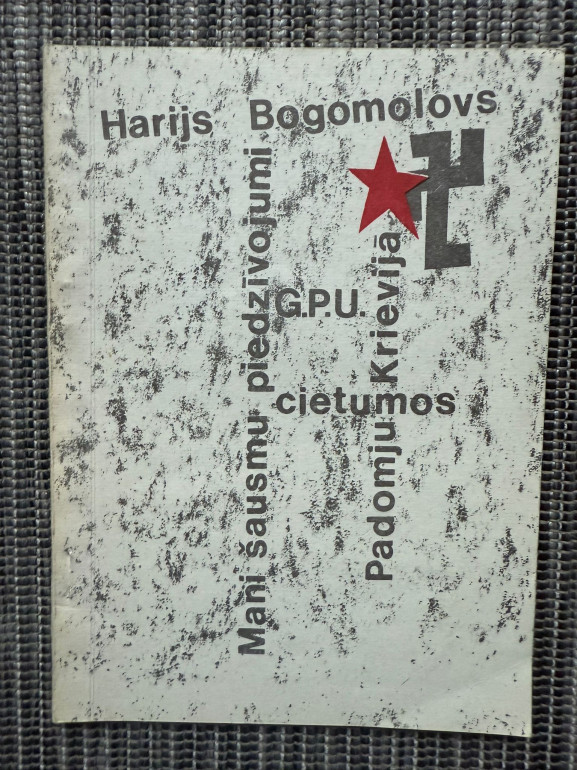 Harijs Bogomolovs
Mani šausmu piedzīvojumi
G.P.U.
cietumos
Padomju Krievijā